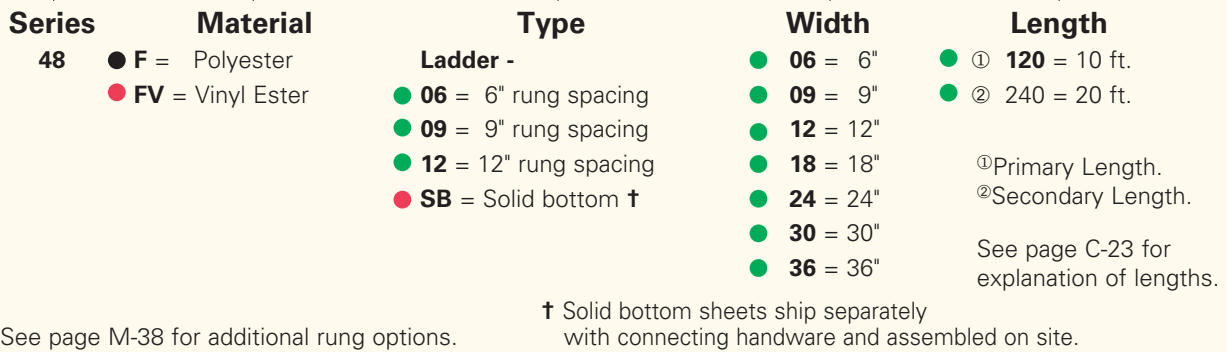 Series Material Type Width Length
48 F = Polyester Ladder - 06 = 6" ① 120 = 10 ft.
FV = Vinyl Ester 06 = 6" rung spacing 09 = 9" ② 240 = 20 ft.
09 = 9" rung spacing 12 = 12"
12 = 12" rung spacing 18 = 18" ①Primary Length.
SB = Solid bottom † 24 = 24" ②Secondary Length.
30 = 30" See page C-23 for
36 = 36" explanation of lengths.
† Solid bottom sheets ship separately
See page M-38 for additional rung options. with connecting hardware and assembled on site.